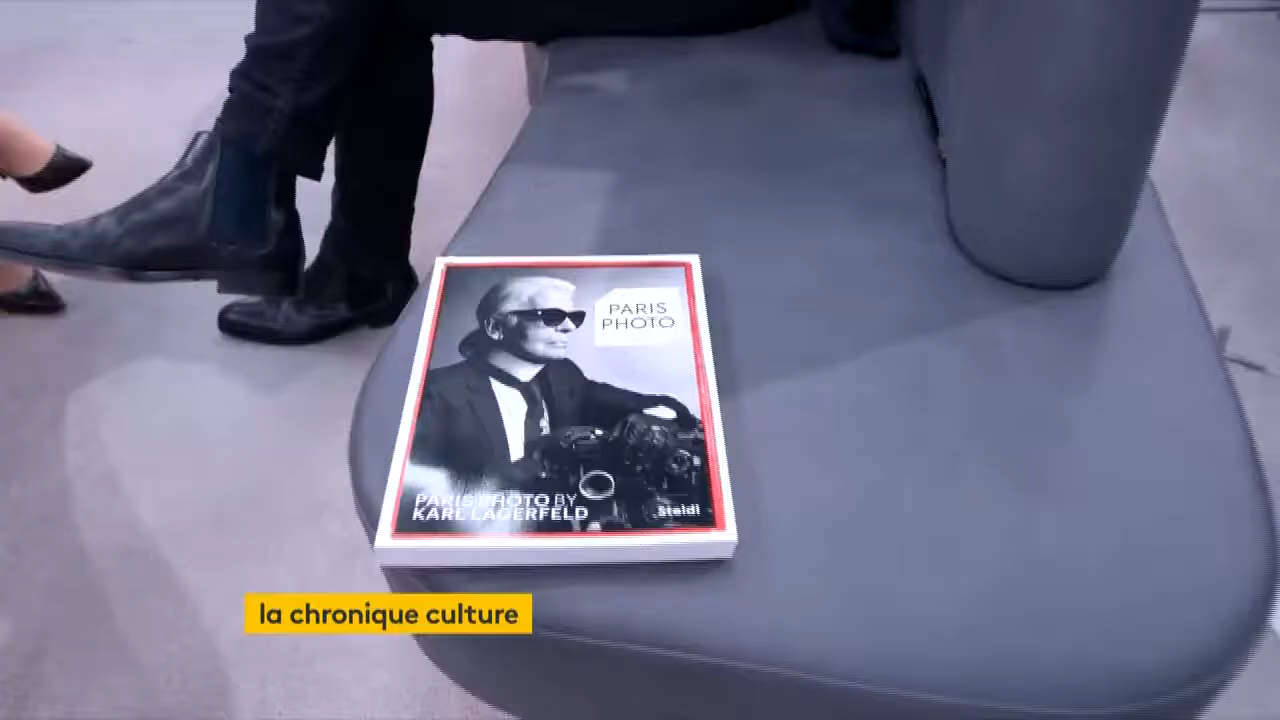 PARIS
PHOTO
PARIS PHOTO BY
KARL LAGERFELD
Steidl
la chronique culture